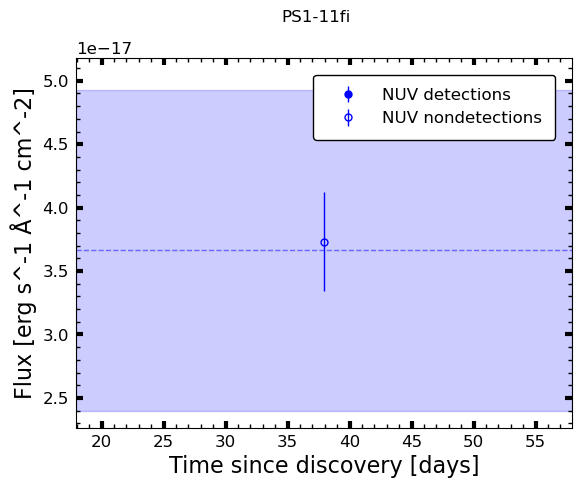 PS1-11fi
1e−17
5.0
4.5
4.0
3.5
3.0
2.5
Flux [erg s^-1 Å^-1 cm^-2]
NUV detections
NUV nondetections
20 25 30 35 40 45 50 55
Time since discovery [days]